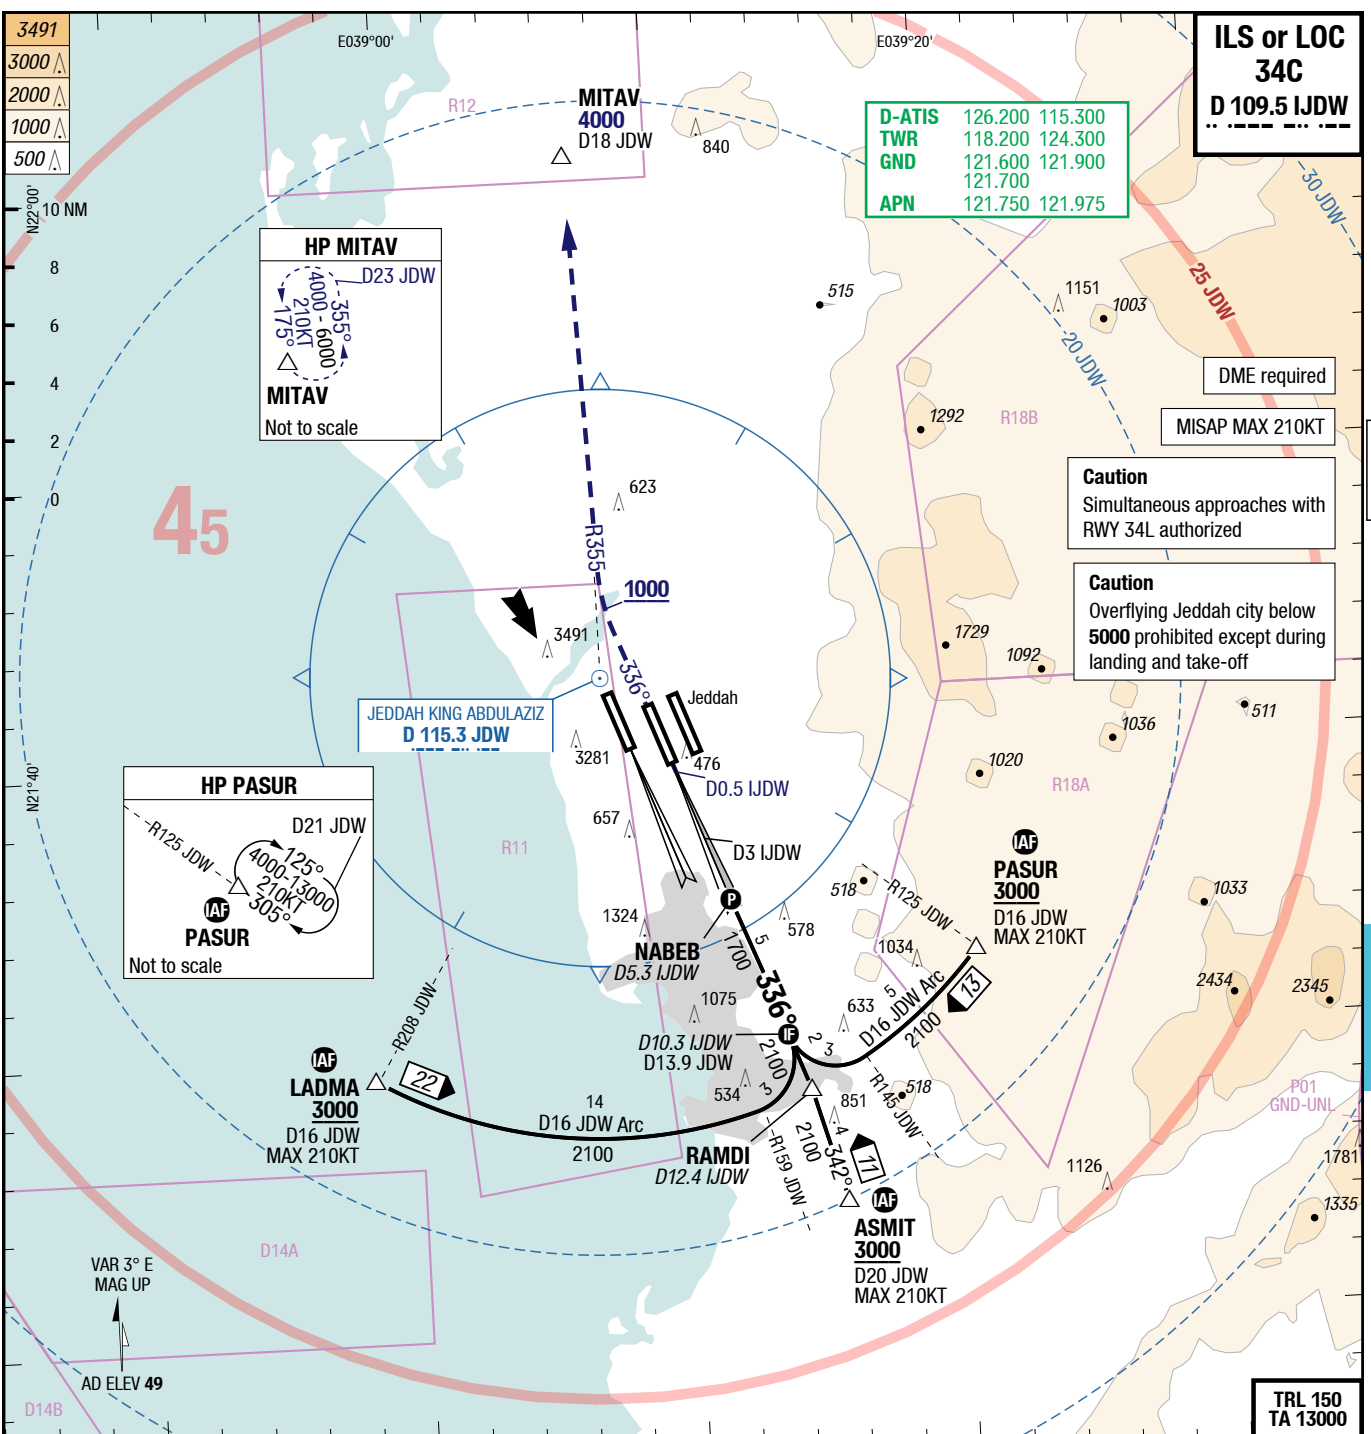 3491
3000
2000
1000
500
E039°00'
E039°20'
ILS or LOC
34C
D 109.5 IJDW
R12
MITAV
4000
D18 JDW
840
D-ATIS 126.200 115.300
TWR 118.200 124.300
GND 121.600 121.900
121.700
APN 121.750 121.975
30 JDW
N22°00'
10 NM
8
6
4
2
0
HP MITAV
D23 JDW
4000 - 6000
210KT
355°
175°
MITAV
Not to scale
25 JDW
515
1151
1003
20 JDW
DME required
1292
R18B
MISAP MAX 210KT
45
623
Caution
Simultaneous approaches with
RWY 34L authorized
R355
1000
Caution
Overflying Jeddah city below
5000 prohibited except during
landing and take-off
3491
336°
1729
1092
JEDDAH KING ABDULAZIZ
D 115.3 JDW
Jeddah
511
1036
3281
476
1020
R18A
D0.5 IJDW
N21°40'
HP PASUR
R125 JDW
D21 JDW
125°
4000-13000
210KT
305°
IAF
PASUR
Not to scale
657
R11
D3 IJDW
IAF
PASUR
3000
D16 JDW
MAX 210KT
518
R125 JDW
1033
P
1324
578
NABEB
D5.3 IJDW
5
1700
1034
336°
13
2434
2345
R208 JDW
1075
633
5
D16 JDW Arc
2100
IF
D10.3 IJDW
D13.9 JDW
2
3
2100
IAF
LADMA
3000
D16 JDW
MAX 210KT
22
534
3
518
R145 JDW
P01
GND-UNL
14
D16 JDW Arc
2100
851
4
11
RAMDI
D12.4 IJDW
2100
342°
R159 JDW
1126
1781
1335
IAF
ASMIT
3000
D20 JDW
MAX 210KT
D14A
VAR 3° E
MAG UP
AD ELEV 49
D14B
TRL 150
TA 13000